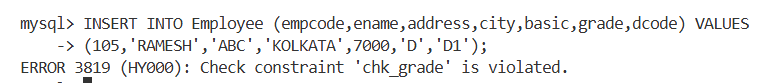 mysql> INSERT INTO Employee (empcode,ename,address,city,basic,grade,dcode) VALUES
    -> (105,'RAMESH','ABC','KOLKATA',7000,'D','D1');
ERROR 3819 (HY000): Check constraint 'chk_grade' is violated.